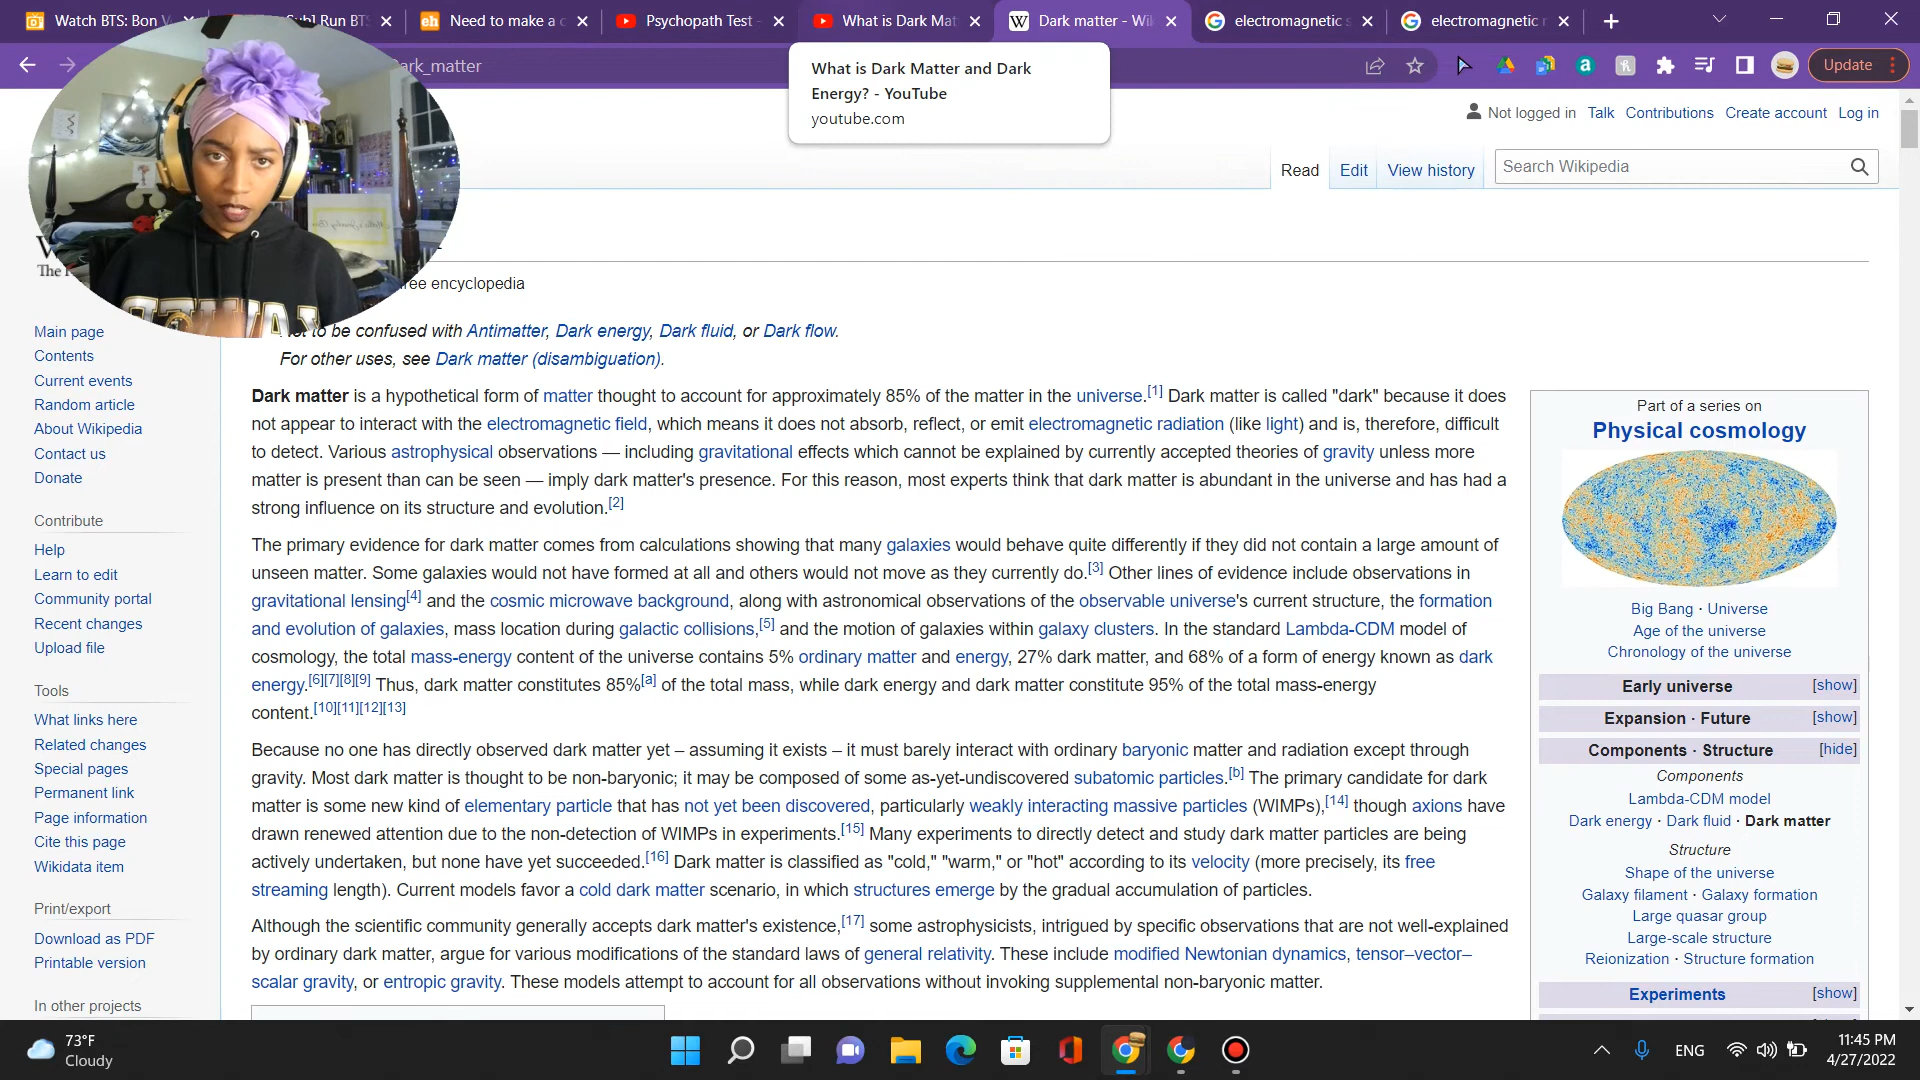 Watch BTS: Bon V
Sub] Run BTS
Need to make a c
Psychopath Test -
What is Dark Mat
Dark matter - Wik
electromagnetic s
electromagnetic r
ark_matter
Update
What is Dark Matter and Dark
Energy? - YouTube
youtube.com
Not logged in Talk Contributions Create account Log in
Read Edit View history Search Wikipedia
free encyclopedia
to be confused with Antimatter, Dark energy, Dark fluid, or Dark flow.
For other uses, see Dark matter (disambiguation).
Dark matter is a hypothetical form of matter thought to account for approximately 85% of the matter in the universe.[1] Dark matter is called "dark" because it does
not appear to interact with the electromagnetic field, which means it does not absorb, reflect, or emit electromagnetic radiation (like light) and is, therefore, difficult
to detect. Various astrophysical observations — including gravitational effects which cannot be explained by currently accepted theories of gravity unless more
matter is present than can be seen — imply dark matter's presence. For this reason, most experts think that dark matter is abundant in the universe and has had a
strong influence on its structure and evolution.[2]
The primary evidence for dark matter comes from calculations showing that many galaxies would behave quite differently if they did not contain a large amount of
unseen matter. Some galaxies would not have formed at all and others would not move as they currently do.[3] Other lines of evidence include observations in
gravitational lensing[4] and the cosmic microwave background, along with astronomical observations of the observable universe's current structure, the formation
and evolution of galaxies, mass location during galactic collisions,[5] and the motion of galaxies within galaxy clusters. In the standard Lambda-CDM model of
cosmology, the total mass-energy content of the universe contains 5% ordinary matter and energy, 27% dark matter, and 68% of a form of energy known as dark
energy.[6][7][8][9] Thus, dark matter constitutes 85%[a] of the total mass, while dark energy and dark matter constitute 95% of the total mass-energy
content.[10][11][12][13]
Because no one has directly observed dark matter yet – assuming it exists – it must barely interact with ordinary baryonic matter and radiation except through
gravity. Most dark matter is thought to be non-baryonic; it may be composed of some as-yet-undiscovered subatomic particles.[b] The primary candidate for dark
matter is some new kind of elementary particle that has not yet been discovered, particularly weakly interacting massive particles (WIMPs),[14] though axions have
drawn renewed attention due to the non-detection of WIMPs in experiments.[15] Many experiments to directly detect and study dark matter particles are being
actively undertaken, but none have yet succeeded.[16] Dark matter is classified as "cold," "warm," or "hot" according to its velocity (more precisely, its free
streaming length). Current models favor a cold dark matter scenario, in which structures emerge by the gradual accumulation of particles.
Although the scientific community generally accepts dark matter's existence,[17] some astrophysicists, intrigued by specific observations that are not well-explained
by ordinary dark matter, argue for various modifications of the standard laws of general relativity. These include modified Newtonian dynamics, tensor–vector–
scalar gravity, or entropic gravity. These models attempt to account for all observations without invoking supplemental non-baryonic matter.
Main page
Contents
Current events
Random article
About Wikipedia
Contact us
Donate
Contribute
Help
Learn to edit
Community portal
Recent changes
Upload file
Tools
What links here
Related changes
Special pages
Permanent link
Page information
Cite this page
Wikidata item
Print/export
Download as PDF
Printable version
In other projects
Part of a series on
Physical cosmology
Big Bang · Universe
Age of the universe
Chronology of the universe
Early universe [show]
Expansion · Future [show]
Components · Structure [hide]
Components
Lambda-CDM model
Dark energy · Dark fluid · Dark matter
Structure
Shape of the universe
Galaxy filament · Galaxy formation
Large quasar group
Large-scale structure
Reionization · Structure formation
Experiments [show]
73°F
Cloudy
ENG
11:45 PM
4/27/2022